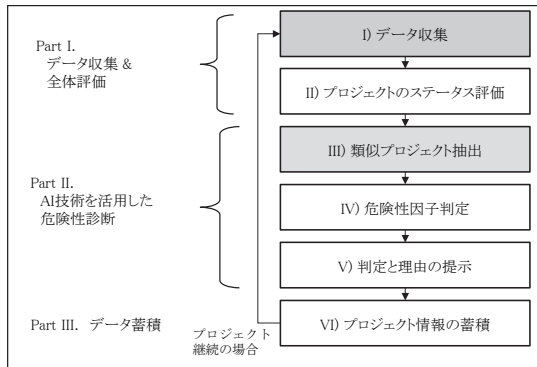 Part I.
データ収集 &
全体評価
I) データ収集
II) プロジェクトのステータス評価
Part II.
AI技術を活用した
危険性診断
III) 類似プロジェクト抽出
IV) 危険性因子判定
V) 判定と理由の提示
Part III. データ蓄積
プロジェクト
継続の場合
VI) プロジェクト情報の蓄積